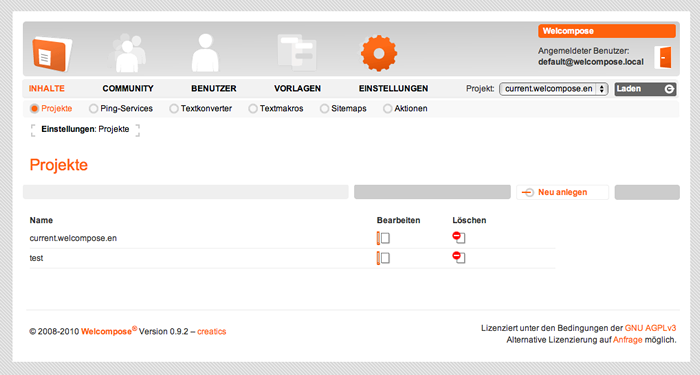 Welcompose
Angemeldeter Benutzer:
default@welcompose.local
INHALTE COMMUNITY BENUTZER VORLAGEN EINSTELLUNGEN Projekt: current.welcompose.en Laden
Projekte Ping-Services Textkonverter Textmakros Sitemaps Aktionen
Einstellungen: Projekte
Projekte
Neu anlegen
Name Bearbeiten Löschen
current.welcompose.en
test
© 2008-2010 Welcompose® Version 0.9.2 – creatics
Lizenziert unter den Bedingungen der GNU AGPLv3
Alternative Lizenzierung auf Anfrage möglich.